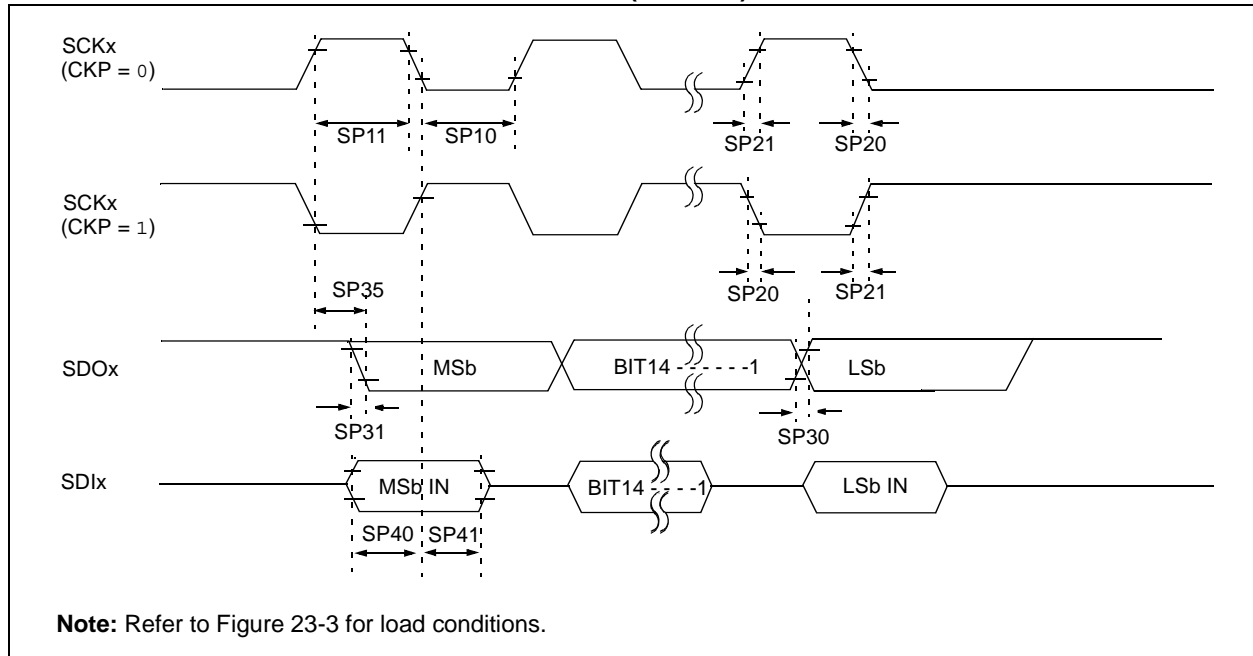 SCKx
(CKP = 0)
SP11 SP10 SP21 SP20
SCKx
(CKP = 1)
SP35 SP20 SP21
SDOx MSb BIT14 - - - - - - -1 LSb
SP31 SP30
SDIx MSb IN BIT14 - - - -1 LSb IN
SP40 SP41
Note: Refer to Figure 23-3 for load conditions.